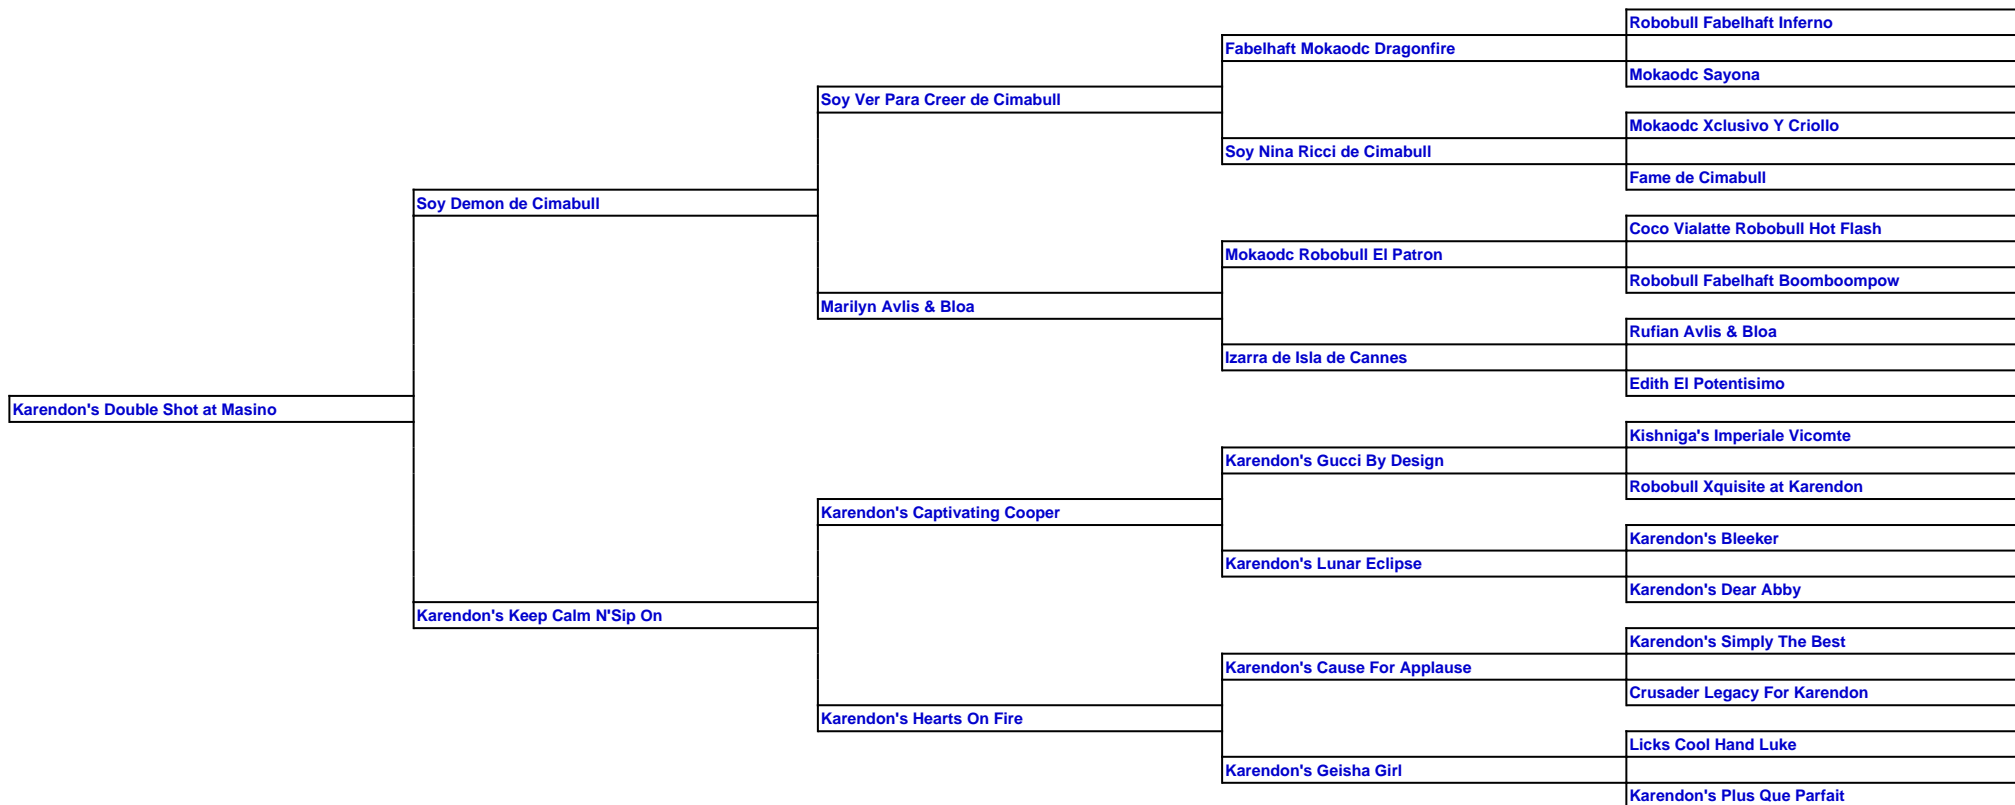 Robobull Fabelhaft Inferno
Fabelhaft Mokaodc Dragonfire
Mokaodc Sayona
Soy Ver Para Creer de Cimabull
Mokaodc Xclusivo Y Criollo
Soy Nina Ricci de Cimabull
Fame de Cimabull
Soy Demon de Cimabull
Coco Vialatte Robobull Hot Flash
Mokaodc Robobull El Patron
Robobull Fabelhaft Boomboompow
Marilyn Avlis & Bloa
Rufian Avlis & Bloa
Izarra de Isla de Cannes
Edith El Potentisimo
Karendon's Double Shot at Masino
Kishniga's Imperiale Vicomte
Karendon's Gucci By Design
Robobull Xquisite at Karendon
Karendon's Captivating Cooper
Karendon's Bleeker
Karendon's Lunar Eclipse
Karendon's Dear Abby
Karendon's Keep Calm N'Sip On
Karendon's Simply The Best
Karendon's Cause For Applause
Crusader Legacy For Karendon
Karendon's Hearts On Fire
Licks Cool Hand Luke
Karendon's Geisha Girl
Karendon's Plus Que Parfait